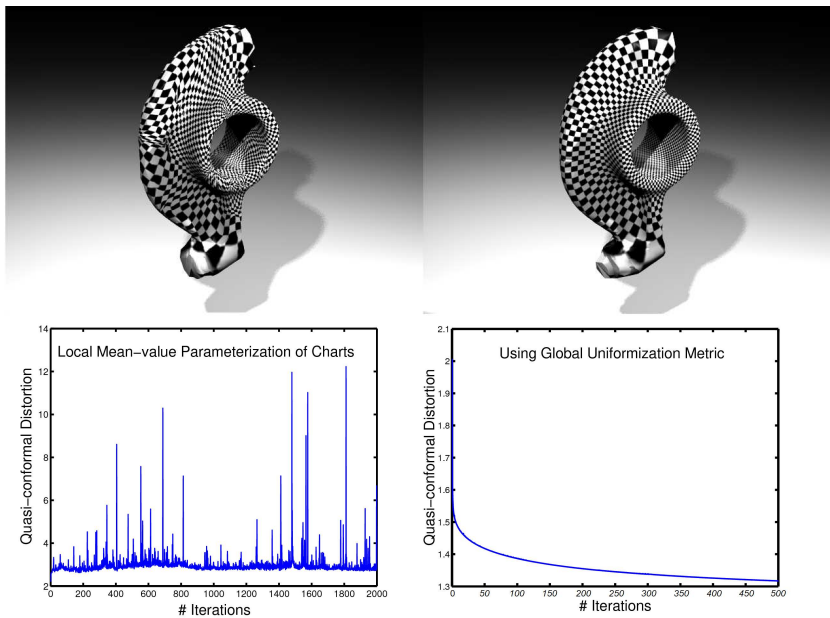 14
12
10
8
6
4
2
0 200 400 600 800 1000 1200 1400 1600 1800 2000
Quasi−conformal Distortion
Local Mean−value Parameterization of Charts
# Iterations
2.1
2
1.9
1.8
1.7
1.6
1.5
1.4
1.3
0 50 100 150 200 250 300 350 400 450 500
Quasi−conformal Distortion
Using Global Uniformization Metric
# Iterations